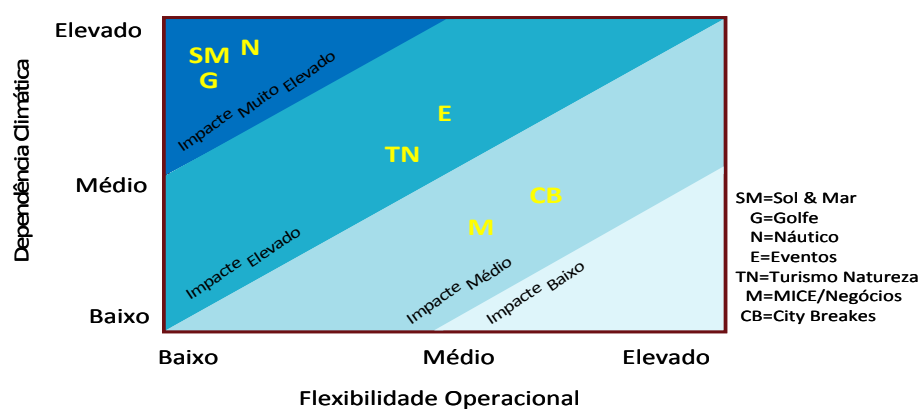 Elevado
Médio
Baixo
Dependência Climática
SM
N
G
E
TN
CB
M
Impacte Muito Elevado
Impacte Elevado
Impacte Médio
Impacte Baixo
SM=Sol & Mar
G=Golfe
N=Náutico
E=Eventos
TN=Turismo Natureza
M=MICE/Negócios
CB=City Breakes
Baixo
Médio
Elevado
Flexibilidade Operacional